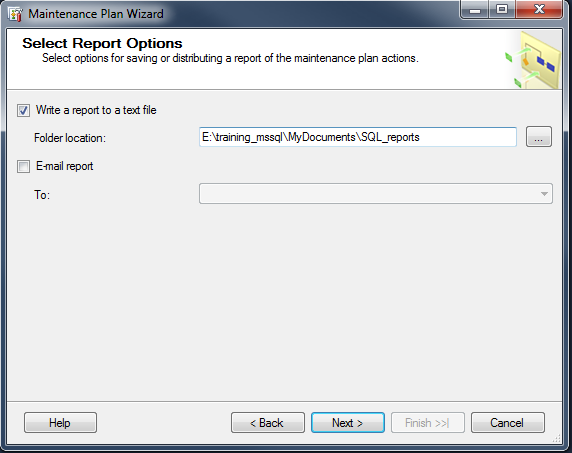 Maintenance Plan Wizard
Select Report Options
Select options for saving or distributing a report of the maintenance plan actions.
Write a report to a text file
Folder location:
E:\training_mssql\MyDocuments\SQL_reports
...
E-mail report
To:
Help
< Back
Next >
Finish >>|
Cancel